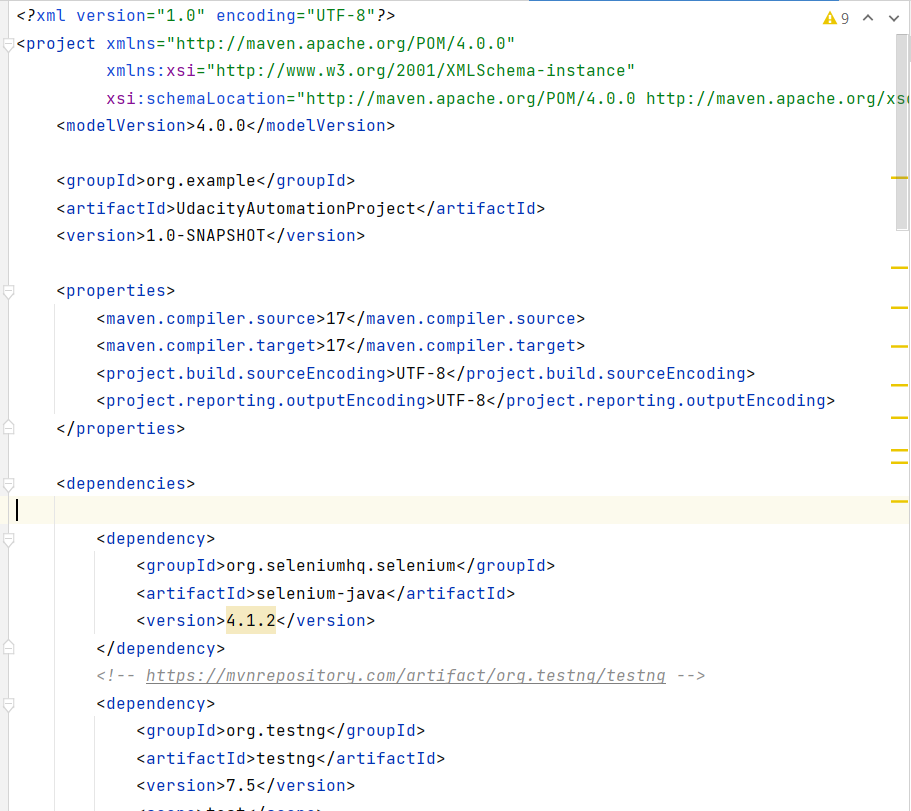 <?xml version="1.0" encoding="UTF-8"?>
9
<project xmlns="http://maven.apache.org/POM/4.0.0"
xmlns:xsi="http://www.w3.org/2001/XMLSchema-instance"
xsi:schemaLocation="http://maven.apache.org/POM/4.0.0 http://maven.apache.org/xsd
<modelVersion>4.0.0</modelVersion>
<groupId>org.example</groupId>
<artifactId>UdacityAutomationProject</artifactId>
<version>1.0-SNAPSHOT</version>
<properties>
<maven.compiler.source>17</maven.compiler.source>
<maven.compiler.target>17</maven.compiler.target>
<project.build.sourceEncoding>UTF-8</project.build.sourceEncoding>
<project.reporting.outputEncoding>UTF-8</project.reporting.outputEncoding>
</properties>
<dependencies>
<dependency>
<groupId>org.seleniumhq.selenium</groupId>
<artifactId>selenium-java</artifactId>
<version>4.1.2</version>
</dependency>
<!-- https://mvnrepository.com/artifact/org.testng/testng -->
<dependency>
<groupId>org.testng</groupId>
<artifactId>testng</artifactId>
<version>7.5</version>